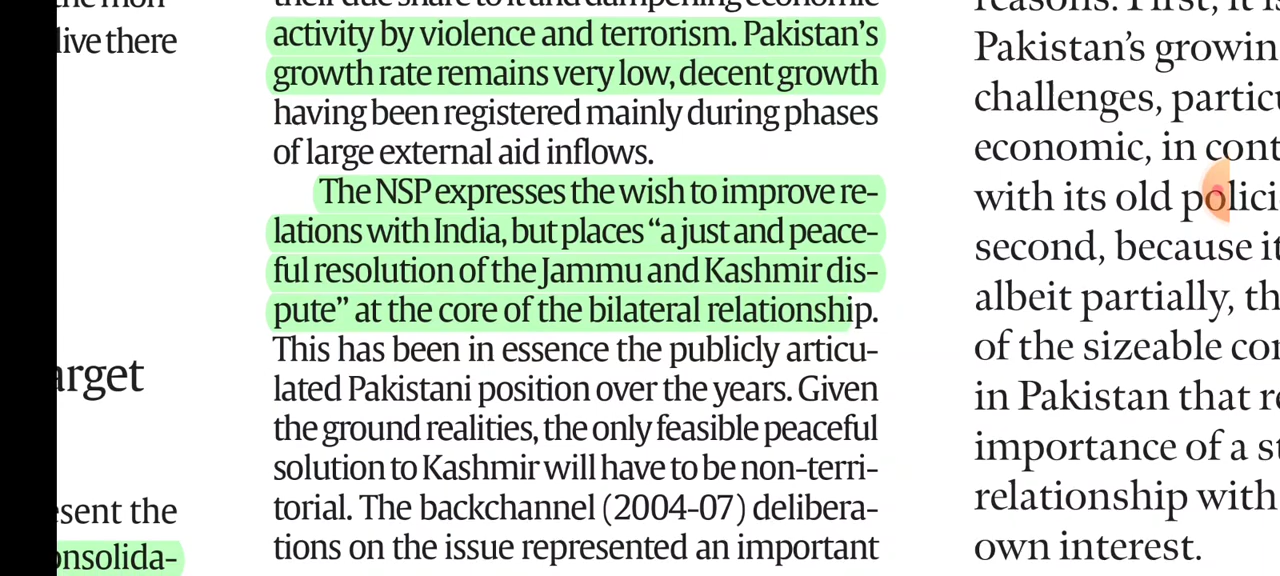 live there
arget
esent the
onsolida-
activity by violence and terrorism. Pakistan's
growth rate remains very low, decent growth
having been registered mainly during phases
of large external aid inflows.
The NSP expresses the wish to improve re-
lations with India, but places “a just and peace-
ful resolution of the Jammu and Kashmir dis-
pute” at the core of the bilateral relationship.
This has been in essence the publicly articu-
lated Pakistani position over the years. Given
the ground realities, the only feasible peaceful
solution to Kashmir will have to be non-terri-
torial. The backchannel (2004-07) delibera-
tions on the issue represented an important
reasons. First, it is
Pakistan's growin
challenges, particu
economic, in cont
with its old polici
second, because it
albeit partially, th
of the sizeable cor
in Pakistan that re
importance of a st
relationship with
own interest.